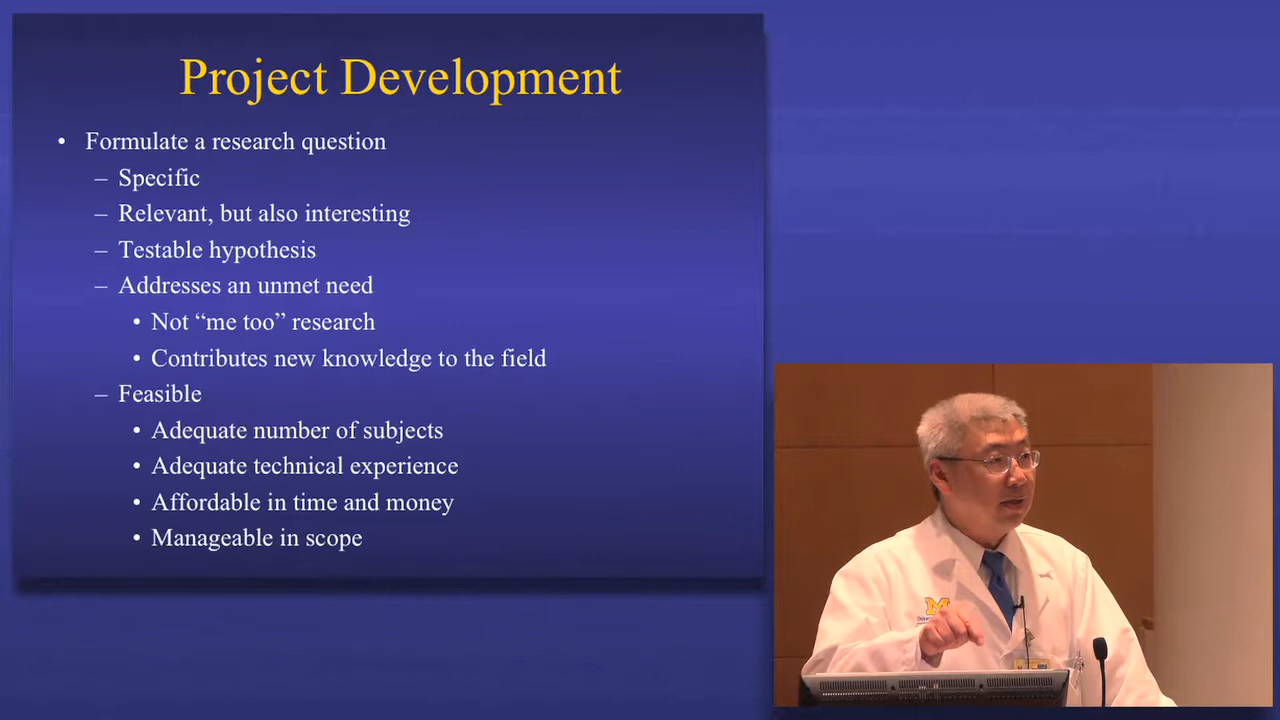 Project Development
• Formulate a research question
– Specific
– Relevant, but also interesting
– Testable hypothesis
– Addresses an unmet need
• Not “me too” research
• Contributes new knowledge to the field
– Feasible
• Adequate number of subjects
• Adequate technical experience
• Affordable in time and money
• Manageable in scope
M